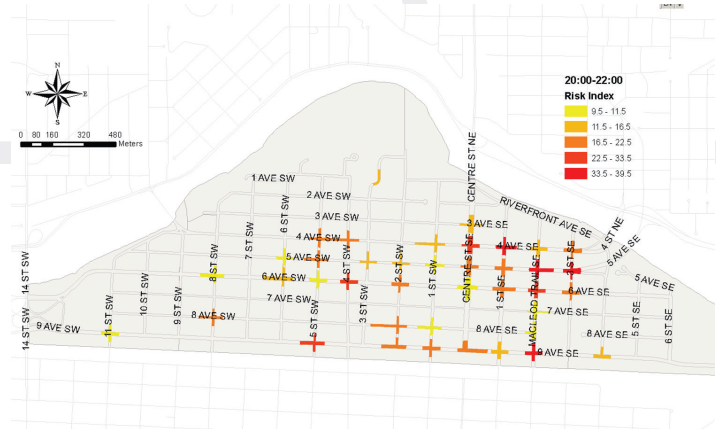 N
W
E
S
0 80 160 320 480
Meters
20:00-22:00
Risk Index
9.5 - 11.5
11.5 - 16.5
16.5 - 22.5
22.5 - 33.5
33.5 - 39.5
CENTRE ST NE
1 AVE SW
2 AVE SW
3 AVE SW
6 ST SW
RIVERFRONT AVE SE
3 AVE SE
4 ST NE
4 AVE SW
4 AVE SE
7 ST SW
5 AVE SE
5 AVE SW
8 ST SW
4 ST SW
2 ST SW
1 ST SW
CENTRE ST SE
1 ST SE
MACLEOD TRAIL SE
5 AVE SE
14 ST SW
6 AVE SW
6 AVE SE
10 ST SW
9 ST SW
7 AVE SW
3 ST SW
7 AVE SE
5 ST SE
6 ST SE
11 ST SW
5 ST SW
8 AVE SW
8 AVE SE
8 AVE SE
9 AVE SW
14 ST SW
9 AVE SE